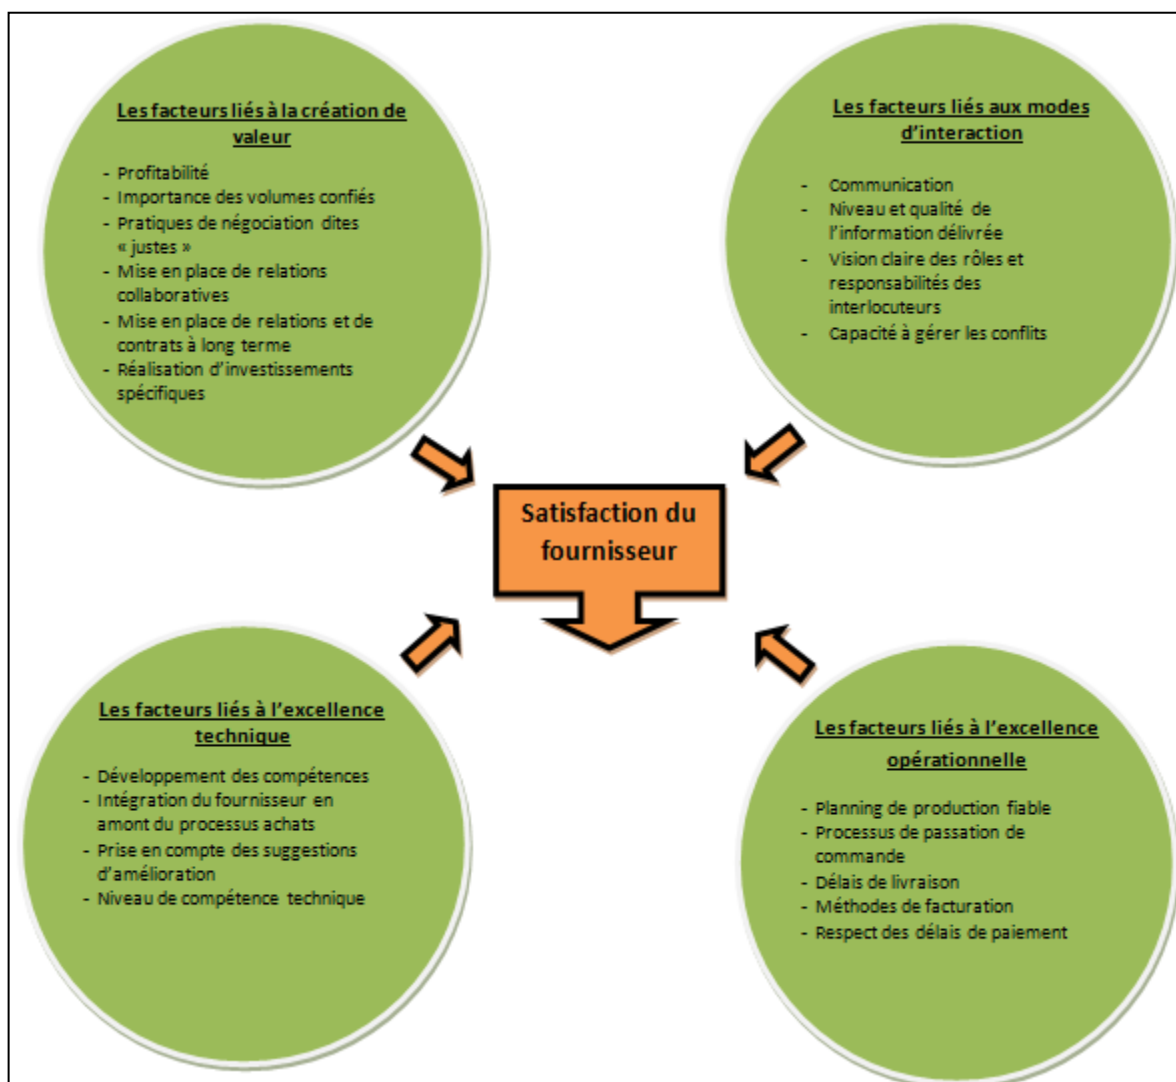 Les facteurs liés à la création de
valeur
- Profitabilité
- Importance des volumes confiés
- Pratiques de négociation dites
« justes »
- Mise en place de relations
collaboratives
- Mise en place de relations et de
contrats à long terme
- Réalisation d'investissements
spécifiques
Les facteurs liés aux modes
d'interaction
- Communication
- Niveau et qualité de
l'information délivrée
- Vision claire des rôles et
responsabilités des
interlocuteurs
- Capacité à gérer les conflits
Satisfaction du
fournisseur
Les facteurs liés à l'excellence
technique
- Développement des compétences
- Intégration du fournisseur en
amont du processus achats
- Prise en compte des suggestions
d'amélioration
- Niveau de compétence technique
Les facteurs liés à l'excellence
opérationnelle
- Planning de production fiable
- Processus de passation de
commande
- Délais de livraison
- Méthodes de facturation
- Respect des délais de paiement